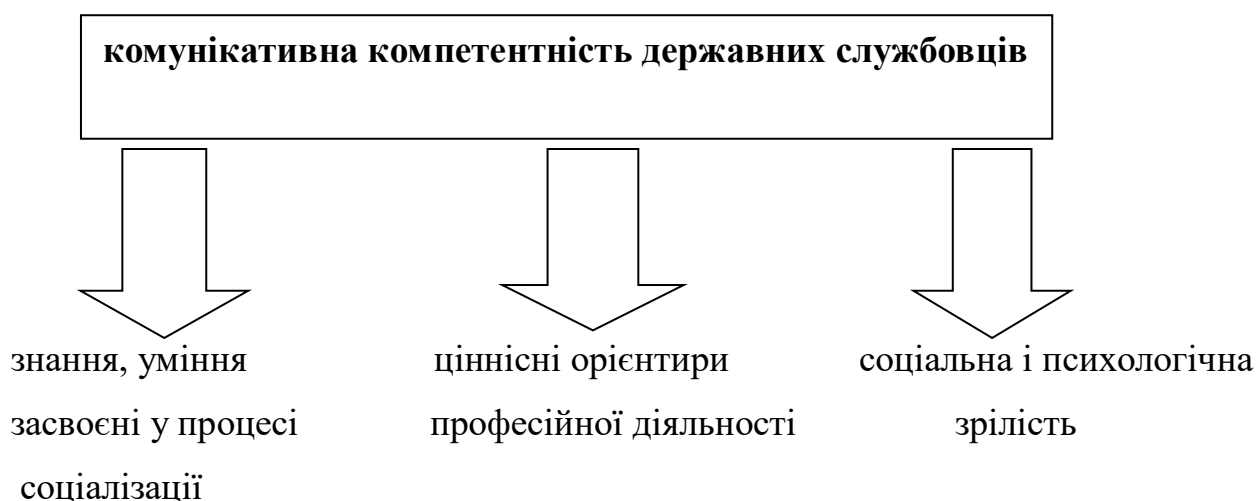 комунікативна компетентність державних службовців
знання, уміння
засвоєні у процесі
соціалізації
ціннісні орієнтири
професійної діяльності
соціальна і психологічна
зрілість